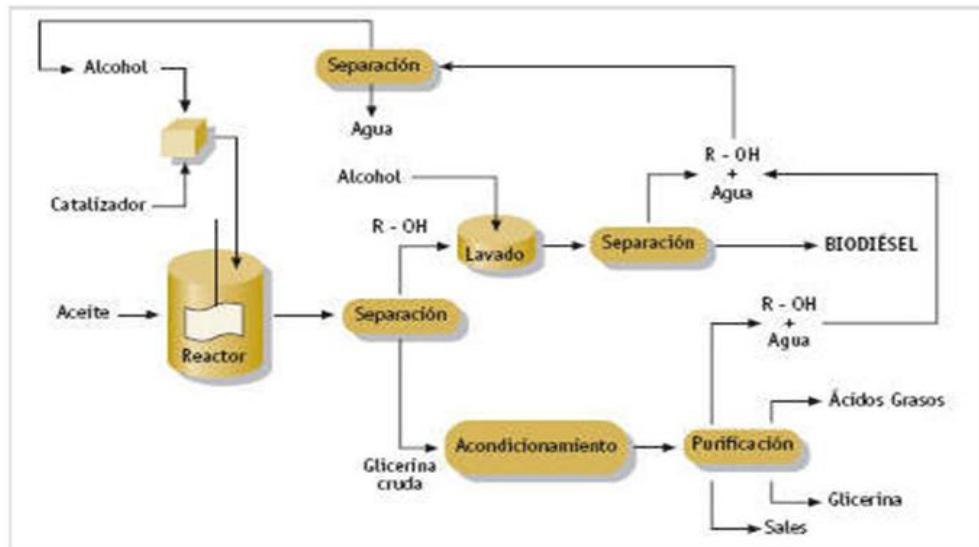 Alcohol
Separación
Agua
Catalizador
Alcohol
R - OH
+
Agua
R - OH
Lavado
Separación
BIODIÉSEL
Aceite
Reactor
Separación
R - OH
+
Agua
Ácidos Grasos
Acondicionamiento
Purificación
Glicerina
cruda
Glicerina
Sales